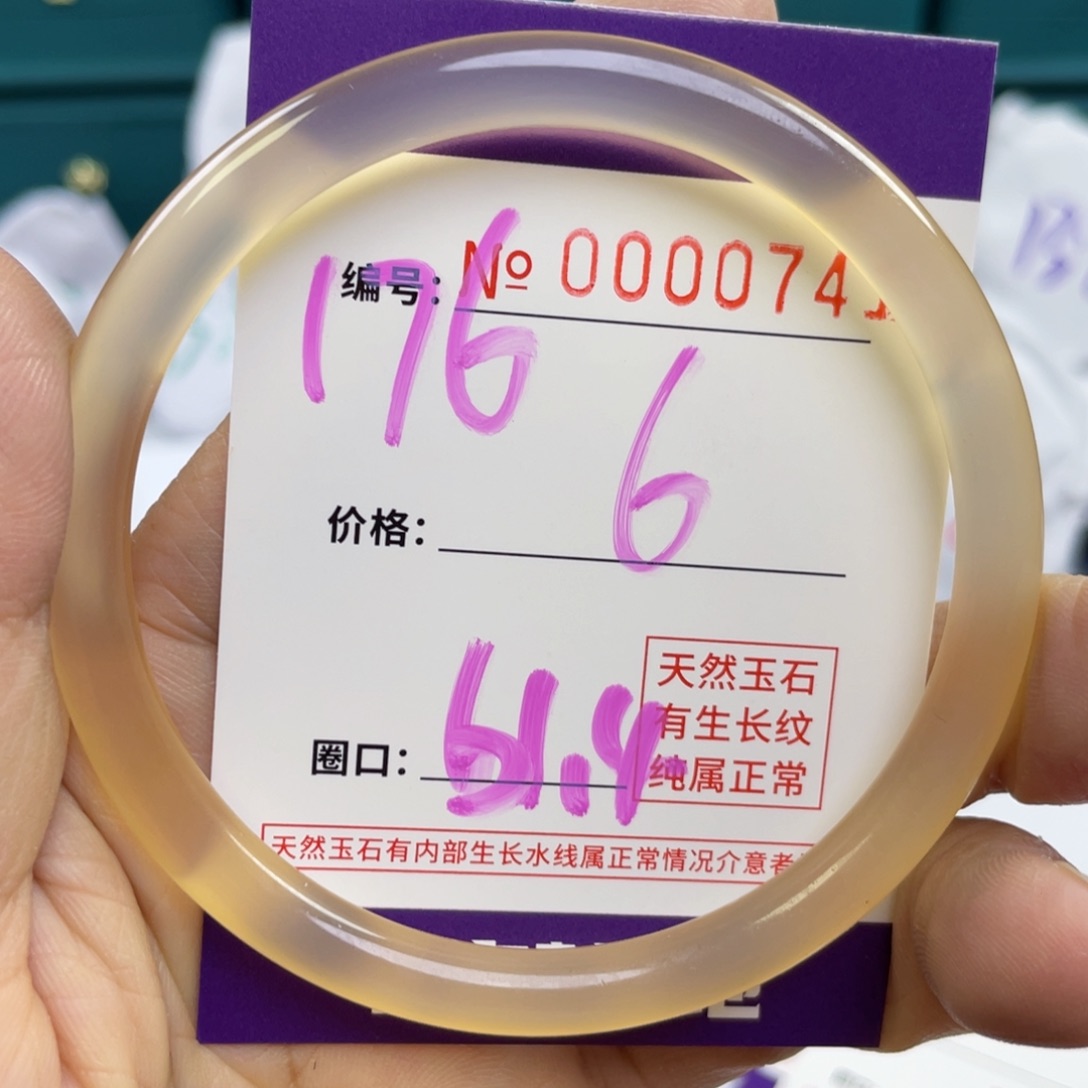 编号: № 0000741
176
6
价格:
圈口: 61.9
天然玉石
有生长纹
纯属正常
天然玉石有内部生长水线属正常情况介意者